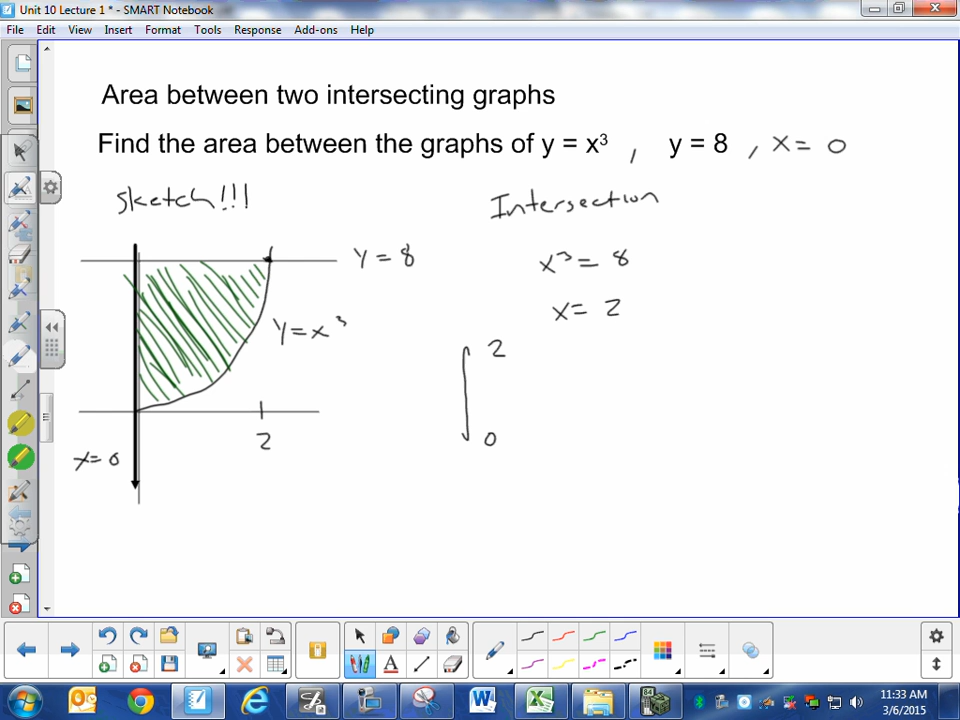 Unit 10 Lecture 1 * - SMART Notebook
File Edit View Insert Format Tools Response Add-ons Help
Area between two intersecting graphs
Find the area between the graphs of y = x³ , y = 8 , x = 0
Sketch!!!
Intersection
y = 8
x³ = 8
y = x³
x = 2
2
0
2
x = 0
A
W
84
11:33 AM
3/6/2015